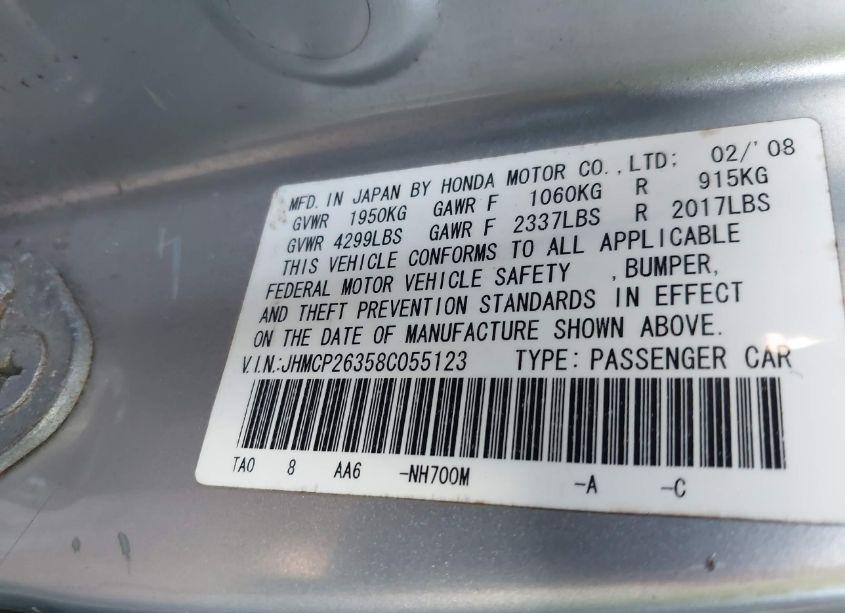 MFD. IN JAPAN BY HONDA MOTOR CO.,LTD; 02/'08
GVWR 1950KG GAWR F 1060KG R 915KG
GVWR 4299LBS GAWR F 2337LBS R 2017LBS
THIS VEHICLE CONFORMS TO ALL APPLICABLE
FEDERAL MOTOR VEHICLE SAFETY , BUMPER,
AND THEFT PREVENTION STANDARDS IN EFFECT
ON THE DATE OF MANUFACTURE SHOWN ABOVE.
V.I.N.:JHMCP26358C055123 TYPE: PASSENGER CAR
TA0 8 AA6 -NH700M -A -C